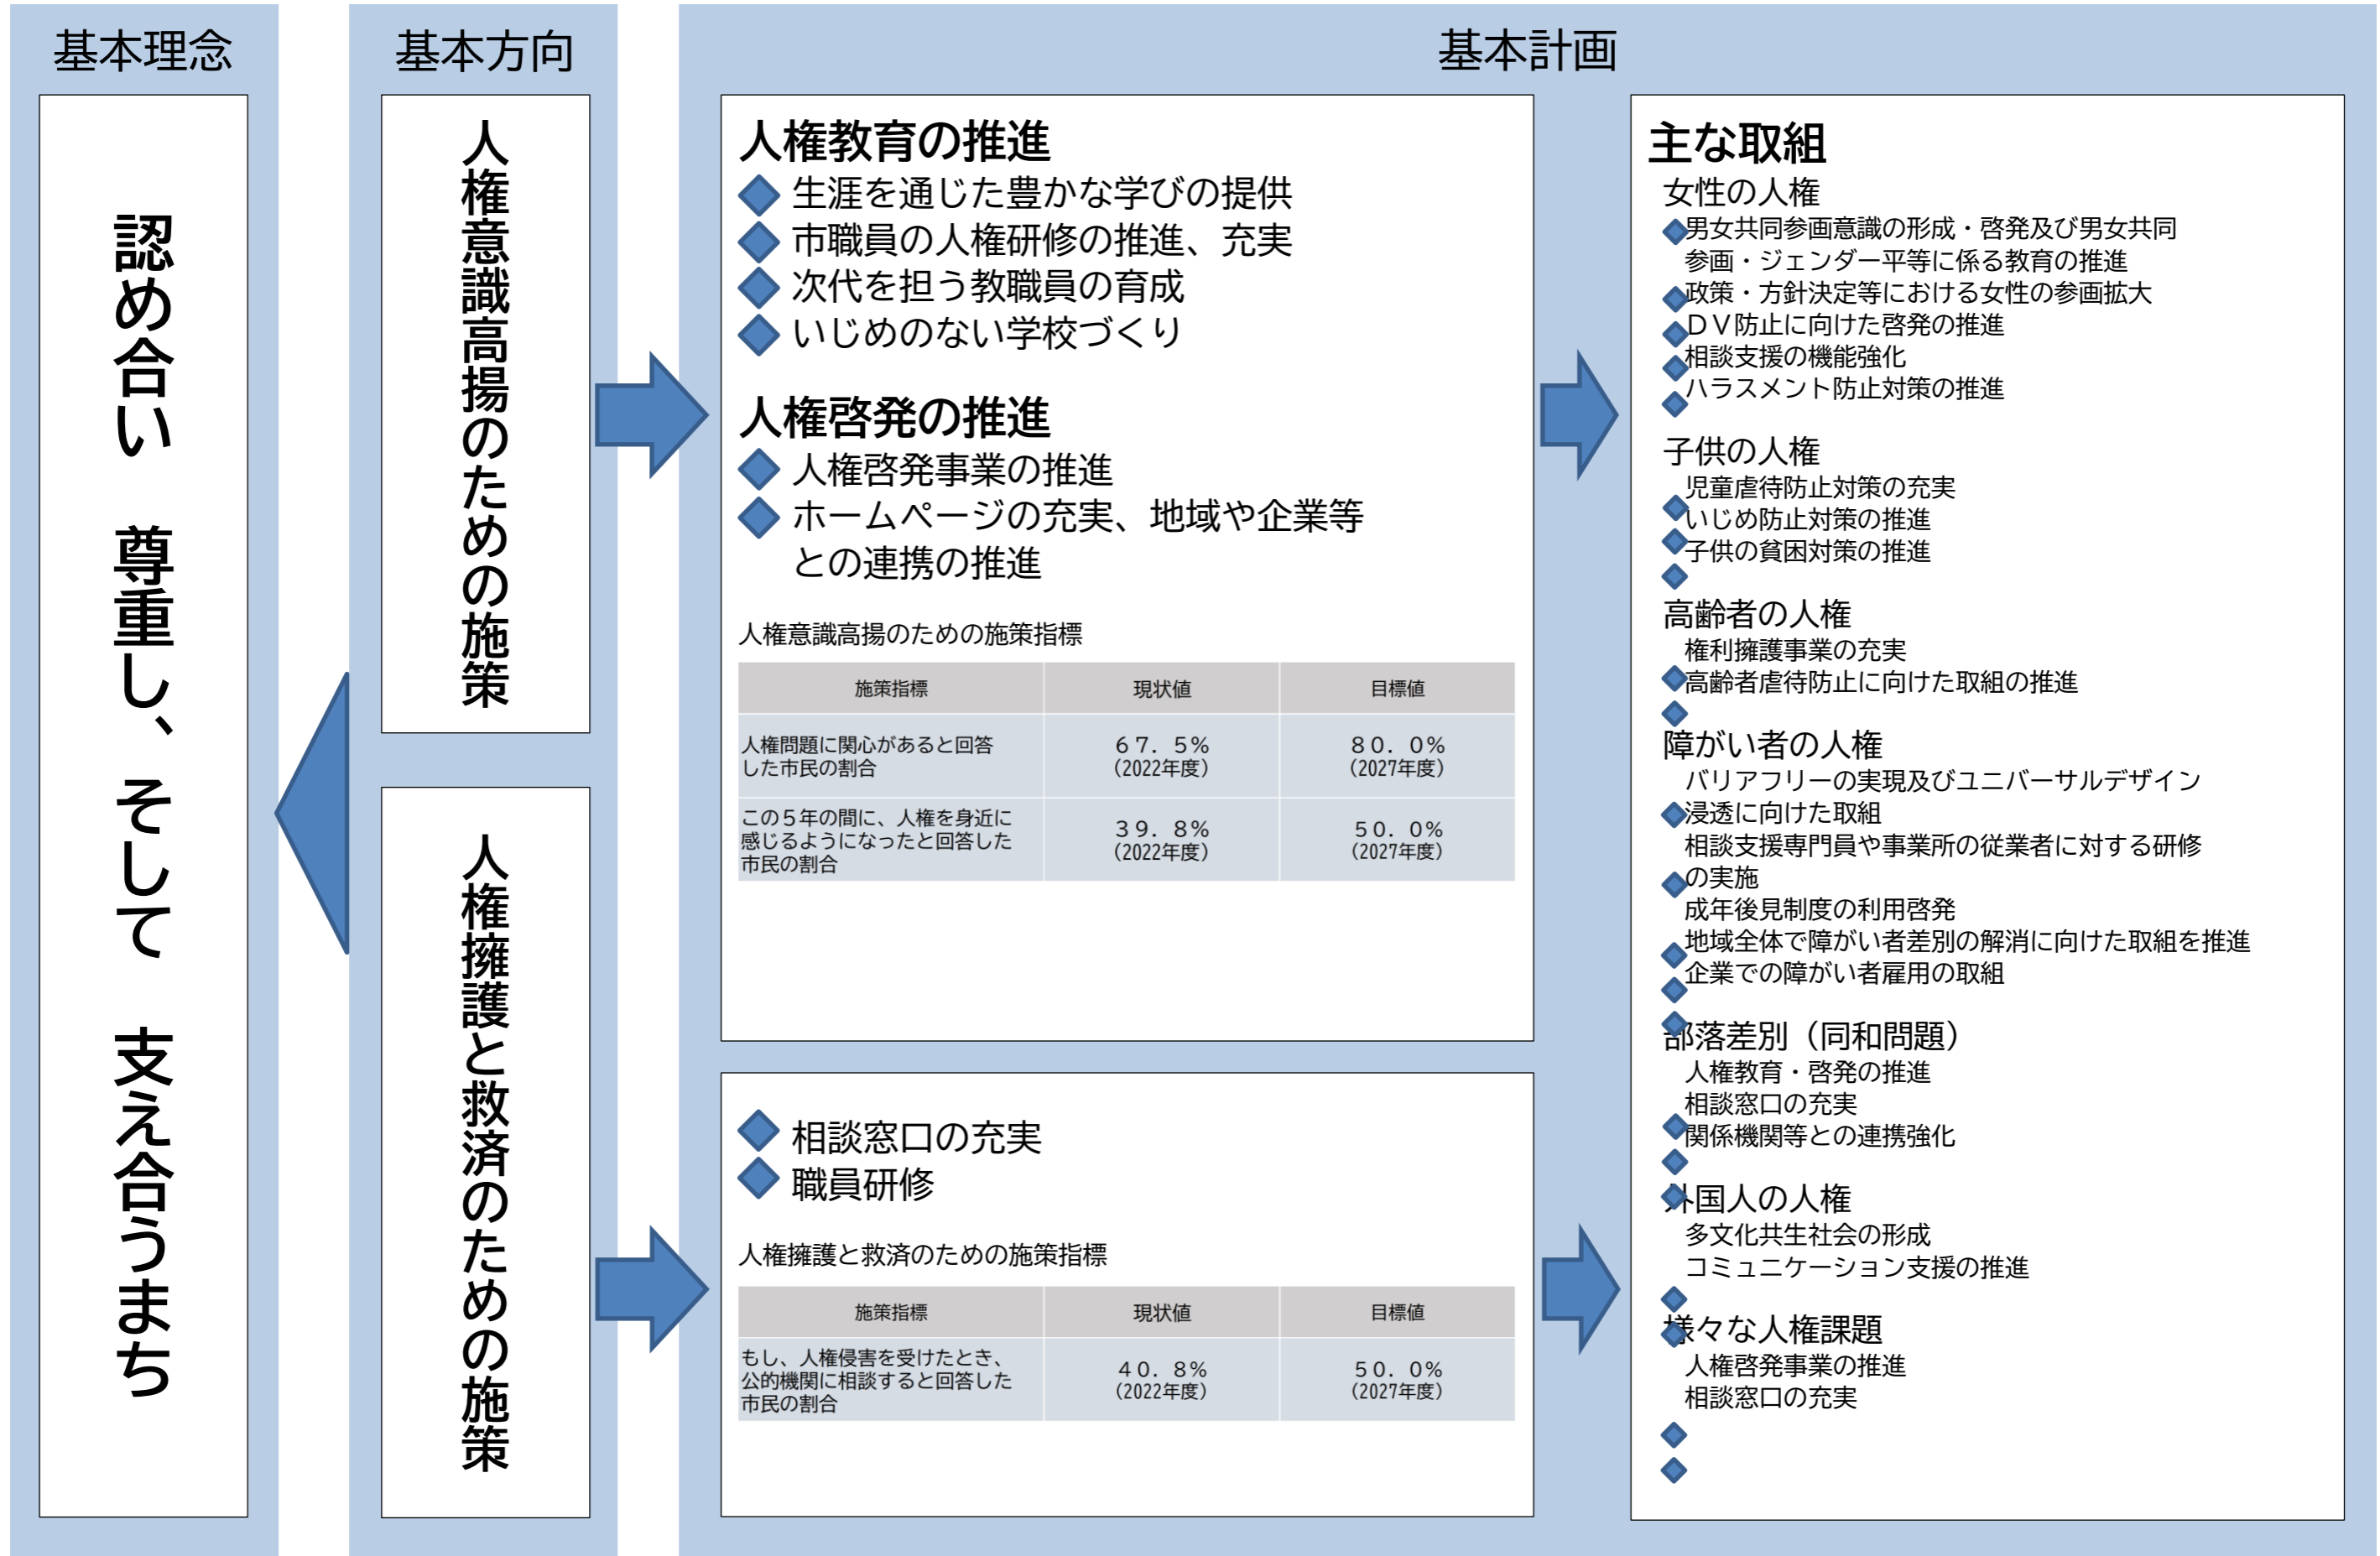 基本理念
認め合い　尊重し、そして　支え合うまち
基本方向
人権意識高揚のための施策
人権擁護と救済のための施策
基本計画
人権教育の推進
生涯を通じた豊かな学びの提供
市職員の人権研修の推進、充実
次代を担う教職員の育成
いじめのない学校づくり
人権啓発の推進
人権啓発事業の推進
ホームページの充実、地域や企業等
との連携の推進
人権意識高揚のための施策指標
施策指標　現状値　目標値
人権問題に関心があると回答
した市民の割合
６７．５％
（2022年度）
８０．０％
（2027年度）
この５年の間に、人権を身近に
感じるようになったと回答した
市民の割合
３９．８％
（2022年度）
５０．０％
（2027年度）
相談窓口の充実
職員研修
人権擁護と救済のための施策指標
施策指標　現状値　目標値
もし、人権侵害を受けたとき、
公的機関に相談すると回答した
市民の割合
４０．８％
（2022年度）
５０．０％
（2027年度）
主な取組
女性の人権
男女共同参画意識の形成・啓発及び男女共同
参画・ジェンダー平等に係る教育の推進
政策・方針決定等における女性の参画拡大
ＤＶ防止に向けた啓発の推進
相談支援の機能強化
ハラスメント防止対策の推進
子供の人権
児童虐待防止対策の充実
いじめ防止対策の推進
子供の貧困対策の推進
高齢者の人権
権利擁護事業の充実
高齢者虐待防止に向けた取組の推進
障がい者の人権
バリアフリーの実現及びユニバーサルデザイン
浸透に向けた取組
相談支援専門員や事業所の従業者に対する研修
の実施
成年後見制度の利用啓発
地域全体で障がい者差別の解消に向けた取組を推進
企業での障がい者雇用の取組
部落差別（同和問題）
人権教育・啓発の推進
相談窓口の充実
関係機関等との連携強化
外国人の人権
多文化共生社会の形成
コミュニケーション支援の推進
様々な人権課題
人権啓発事業の推進
相談窓口の充実